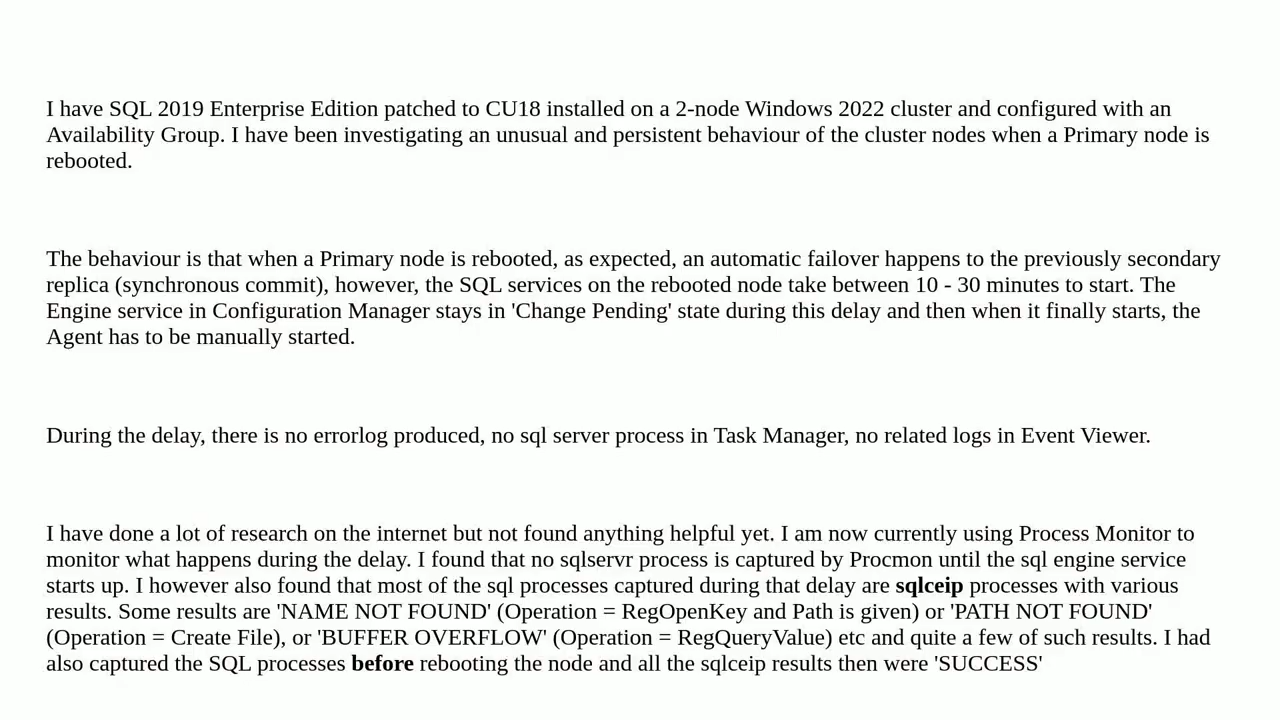 I have SQL 2019 Enterprise Edition patched to CU18 installed on a 2-node Windows 2022 cluster and configured with an
Availability Group. I have been investigating an unusual and persistent behaviour of the cluster nodes when a Primary node is
rebooted.
The behaviour is that when a Primary node is rebooted, as expected, an automatic failover happens to the previously secondary
replica (synchronous commit), however, the SQL services on the rebooted node take between 10 - 30 minutes to start. The
Engine service in Configuration Manager stays in 'Change Pending' state during this delay and then when it finally starts, the
Agent has to be manually started.
During the delay, there is no errorlog produced, no sql server process in Task Manager, no related logs in Event Viewer.
I have done a lot of research on the internet but not found anything helpful yet. I am now currently using Process Monitor to
monitor what happens during the delay. I found that no sqlservr process is captured by Procmon until the sql engine service
starts up. I however also found that most of the sql processes captured during that delay are sqlceip processes with various
results. Some results are 'NAME NOT FOUND' (Operation = RegOpenKey and Path is given) or 'PATH NOT FOUND'
(Operation = Create File), or 'BUFFER OVERFLOW' (Operation = RegQueryValue) etc and quite a few of such results. I had
also captured the SQL processes before rebooting the node and all the sqlceip results then were 'SUCCESS'